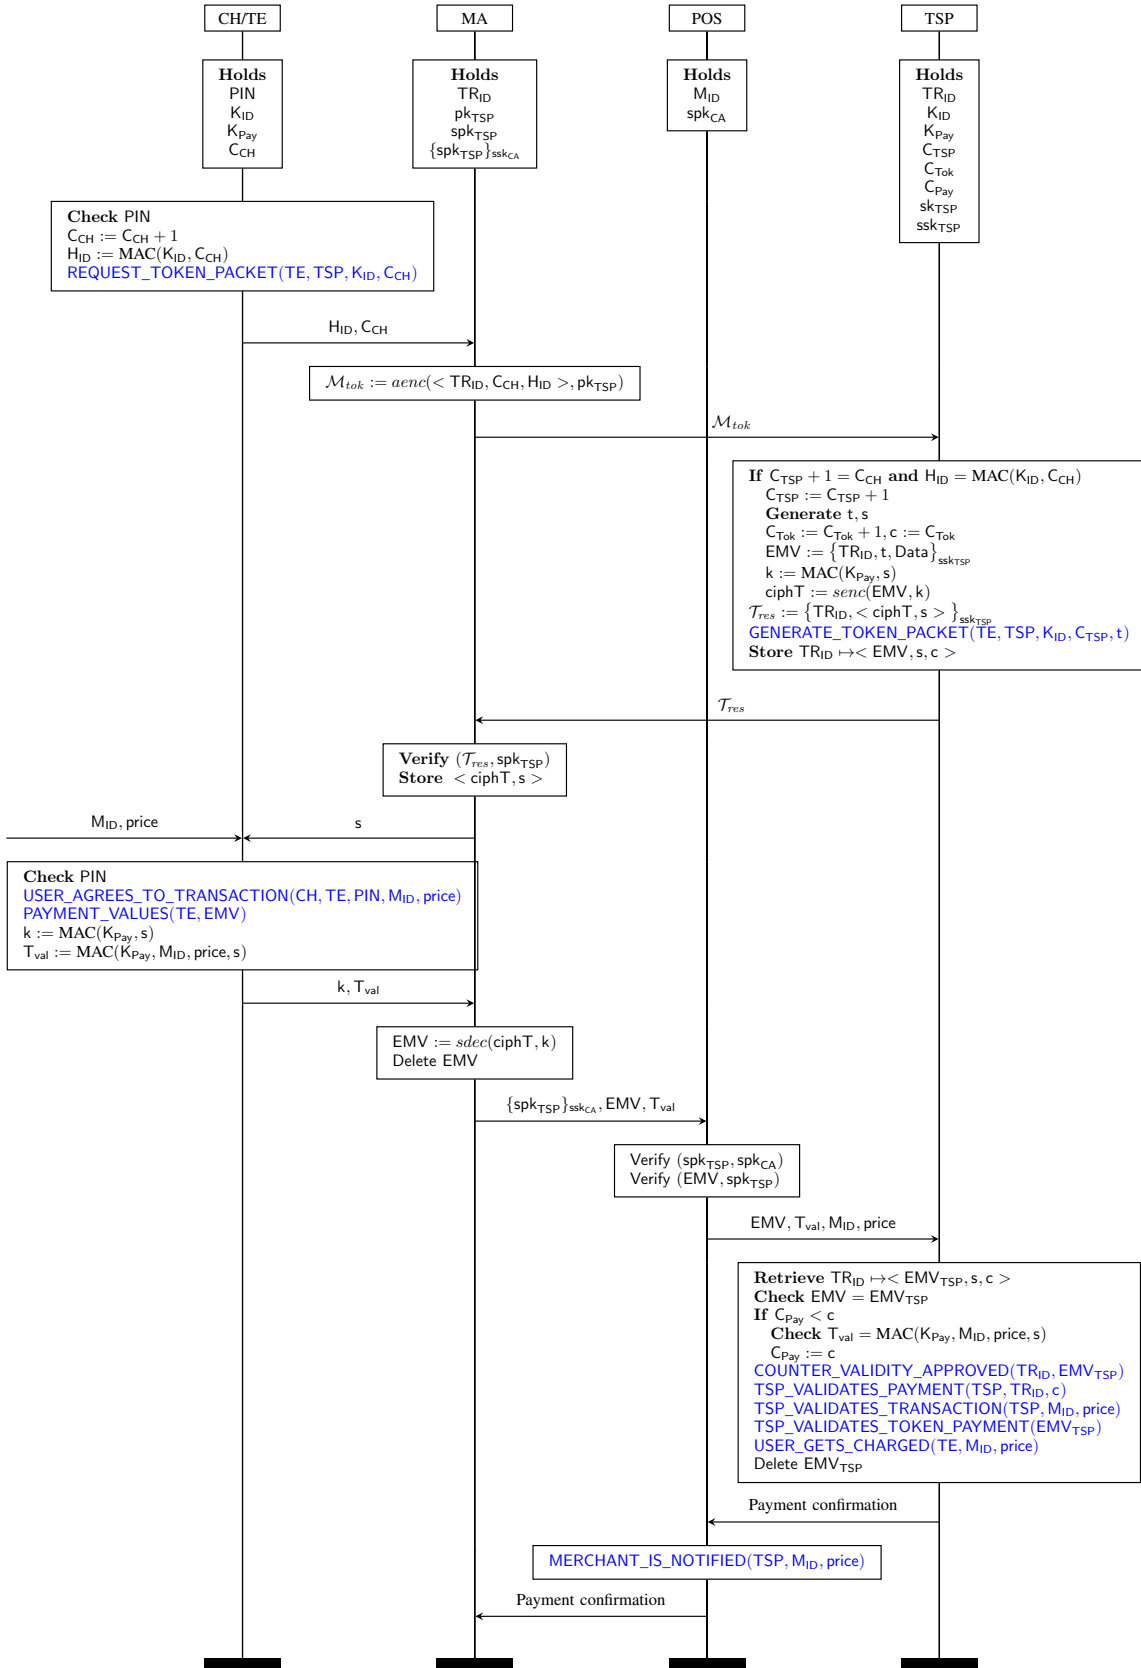 CH/TE
MA
POS
TSP
Holds
PIN
K_ID
K_Pay
C_CH
Holds
TR_ID
pk_TSP
spk_TSP
{spk_TSP}_ssk_CA
Holds
M_ID
spk_CA
Holds
TR_ID
K_ID
K_Pay
C_TSP
C_Tok
C_Pay
sk_TSP
ssk_TSP
Check PIN
C_CH := C_CH + 1
H_ID := MAC(K_ID, C_CH)
REQUEST_TOKEN_PACKET(TE, TSP, K_ID, C_CH)
H_ID, C_CH
M_tok := aenc(< TR_ID, C_CH, H_ID >, pk_TSP)
M_tok
If C_TSP + 1 = C_CH and H_ID = MAC(K_ID, C_CH)
C_TSP := C_TSP + 1
Generate t, s
C_Tok := C_Tok + 1, c := C_Tok
EMV := {TR_ID, t, Data}_ssk_TSP
k := MAC(K_Pay, s)
ciphT := senc(EMV, k)
T_res := {TR_ID, < ciphT, s >}_ssk_TSP
GENERATE_TOKEN_PACKET(TE, TSP, K_ID, C_TSP, t)
Store TR_ID ↦< EMV, s, c >
T_res
Verify (T_res, spk_TSP)
Store < ciphT, s >
M_ID, price
s
Check PIN
USER_AGREES_TO_TRANSACTION(CH, TE, PIN, M_ID, price)
PAYMENT_VALUES(TE, EMV)
k := MAC(K_Pay, s)
T_val := MAC(K_Pay, M_ID, price, s)
k, T_val
EMV := sdec(ciphT, k)
Delete EMV
{spk_TSP}_ssk_CA, EMV, T_val
Verify (spk_TSP, spk_CA)
Verify (EMV, spk_TSP)
EMV, T_val, M_ID, price
Retrieve TR_ID ↦< EMV_TSP, s, c >
Check EMV = EMV_TSP
If C_Pay < c
Check T_val = MAC(K_Pay, M_ID, price, s)
C_Pay := c
COUNTER_VALIDITY_APPROVED(TR_ID, EMV_TSP)
TSP_VALIDATES_PAYMENT(TSP, TR_ID, c)
TSP_VALIDATES_TRANSACTION(TSP, M_ID, price)
TSP_VALIDATES_TOKEN_PAYMENT(EMV_TSP)
USER_GETS_CHARGED(TE, M_ID, price)
Delete EMV_TSP
Payment confirmation
MERCHANT_IS_NOTIFIED(TSP, M_ID, price)
Payment confirmation